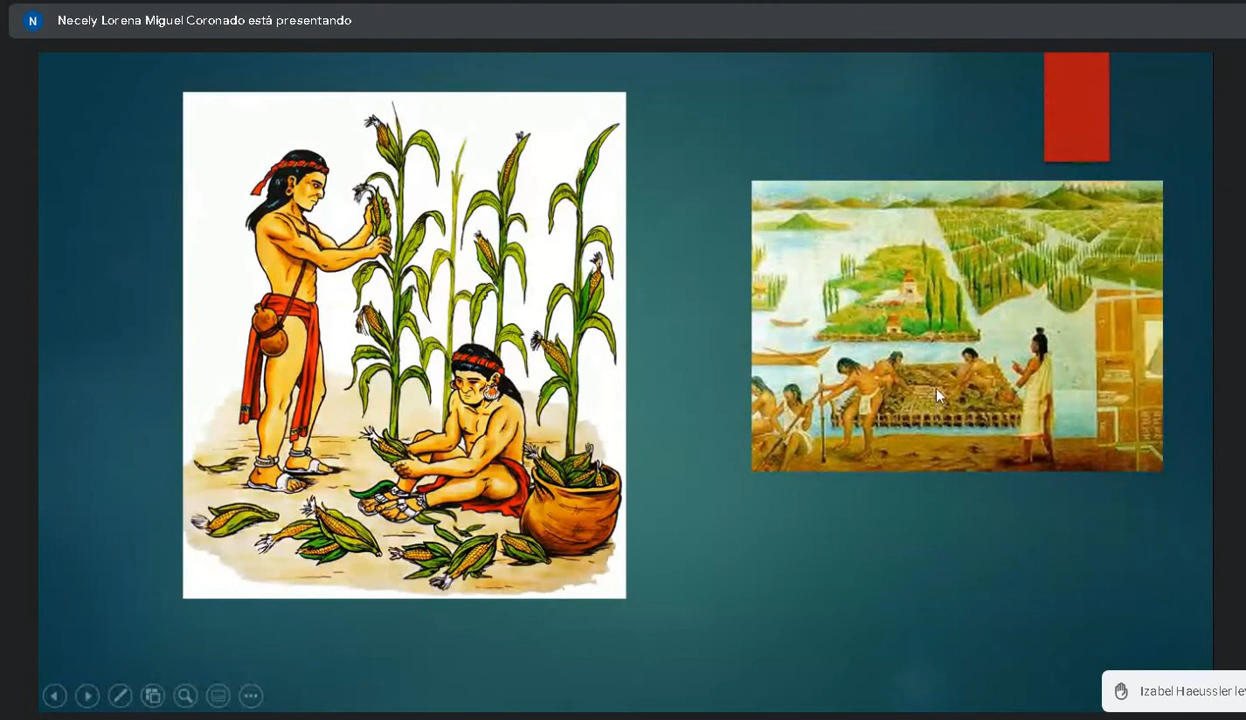 N
Necely Lorena Miguel Coronado está presentando
Izabel Haeussler le